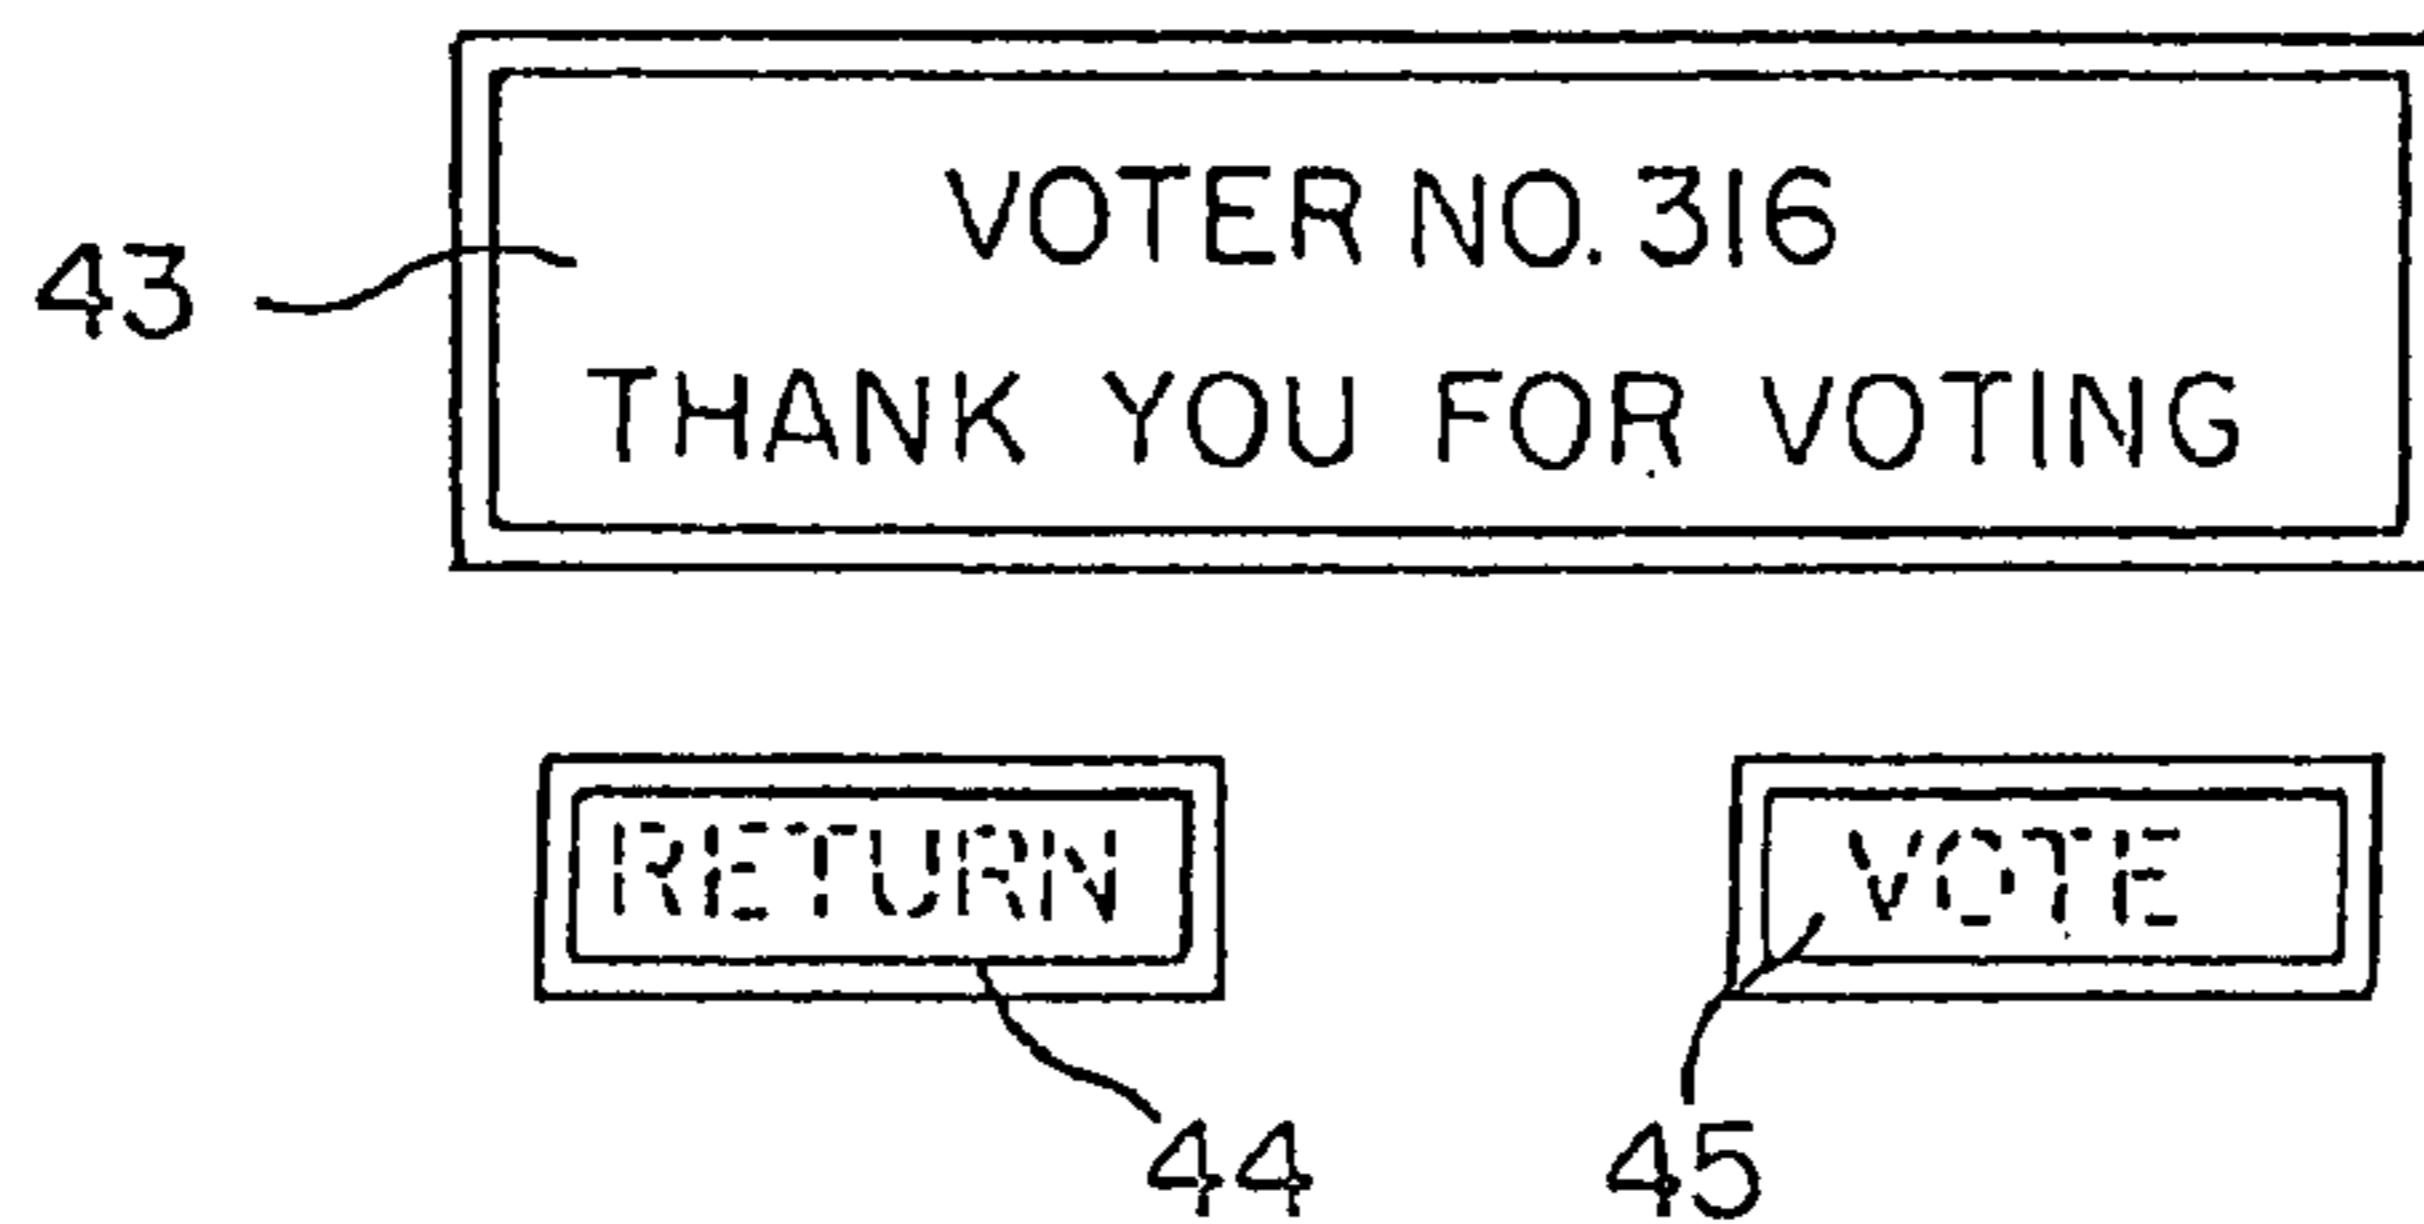 VOTER NO. 316
43
THANK YOU FOR VOTING
RETURN
VOTE
44
45